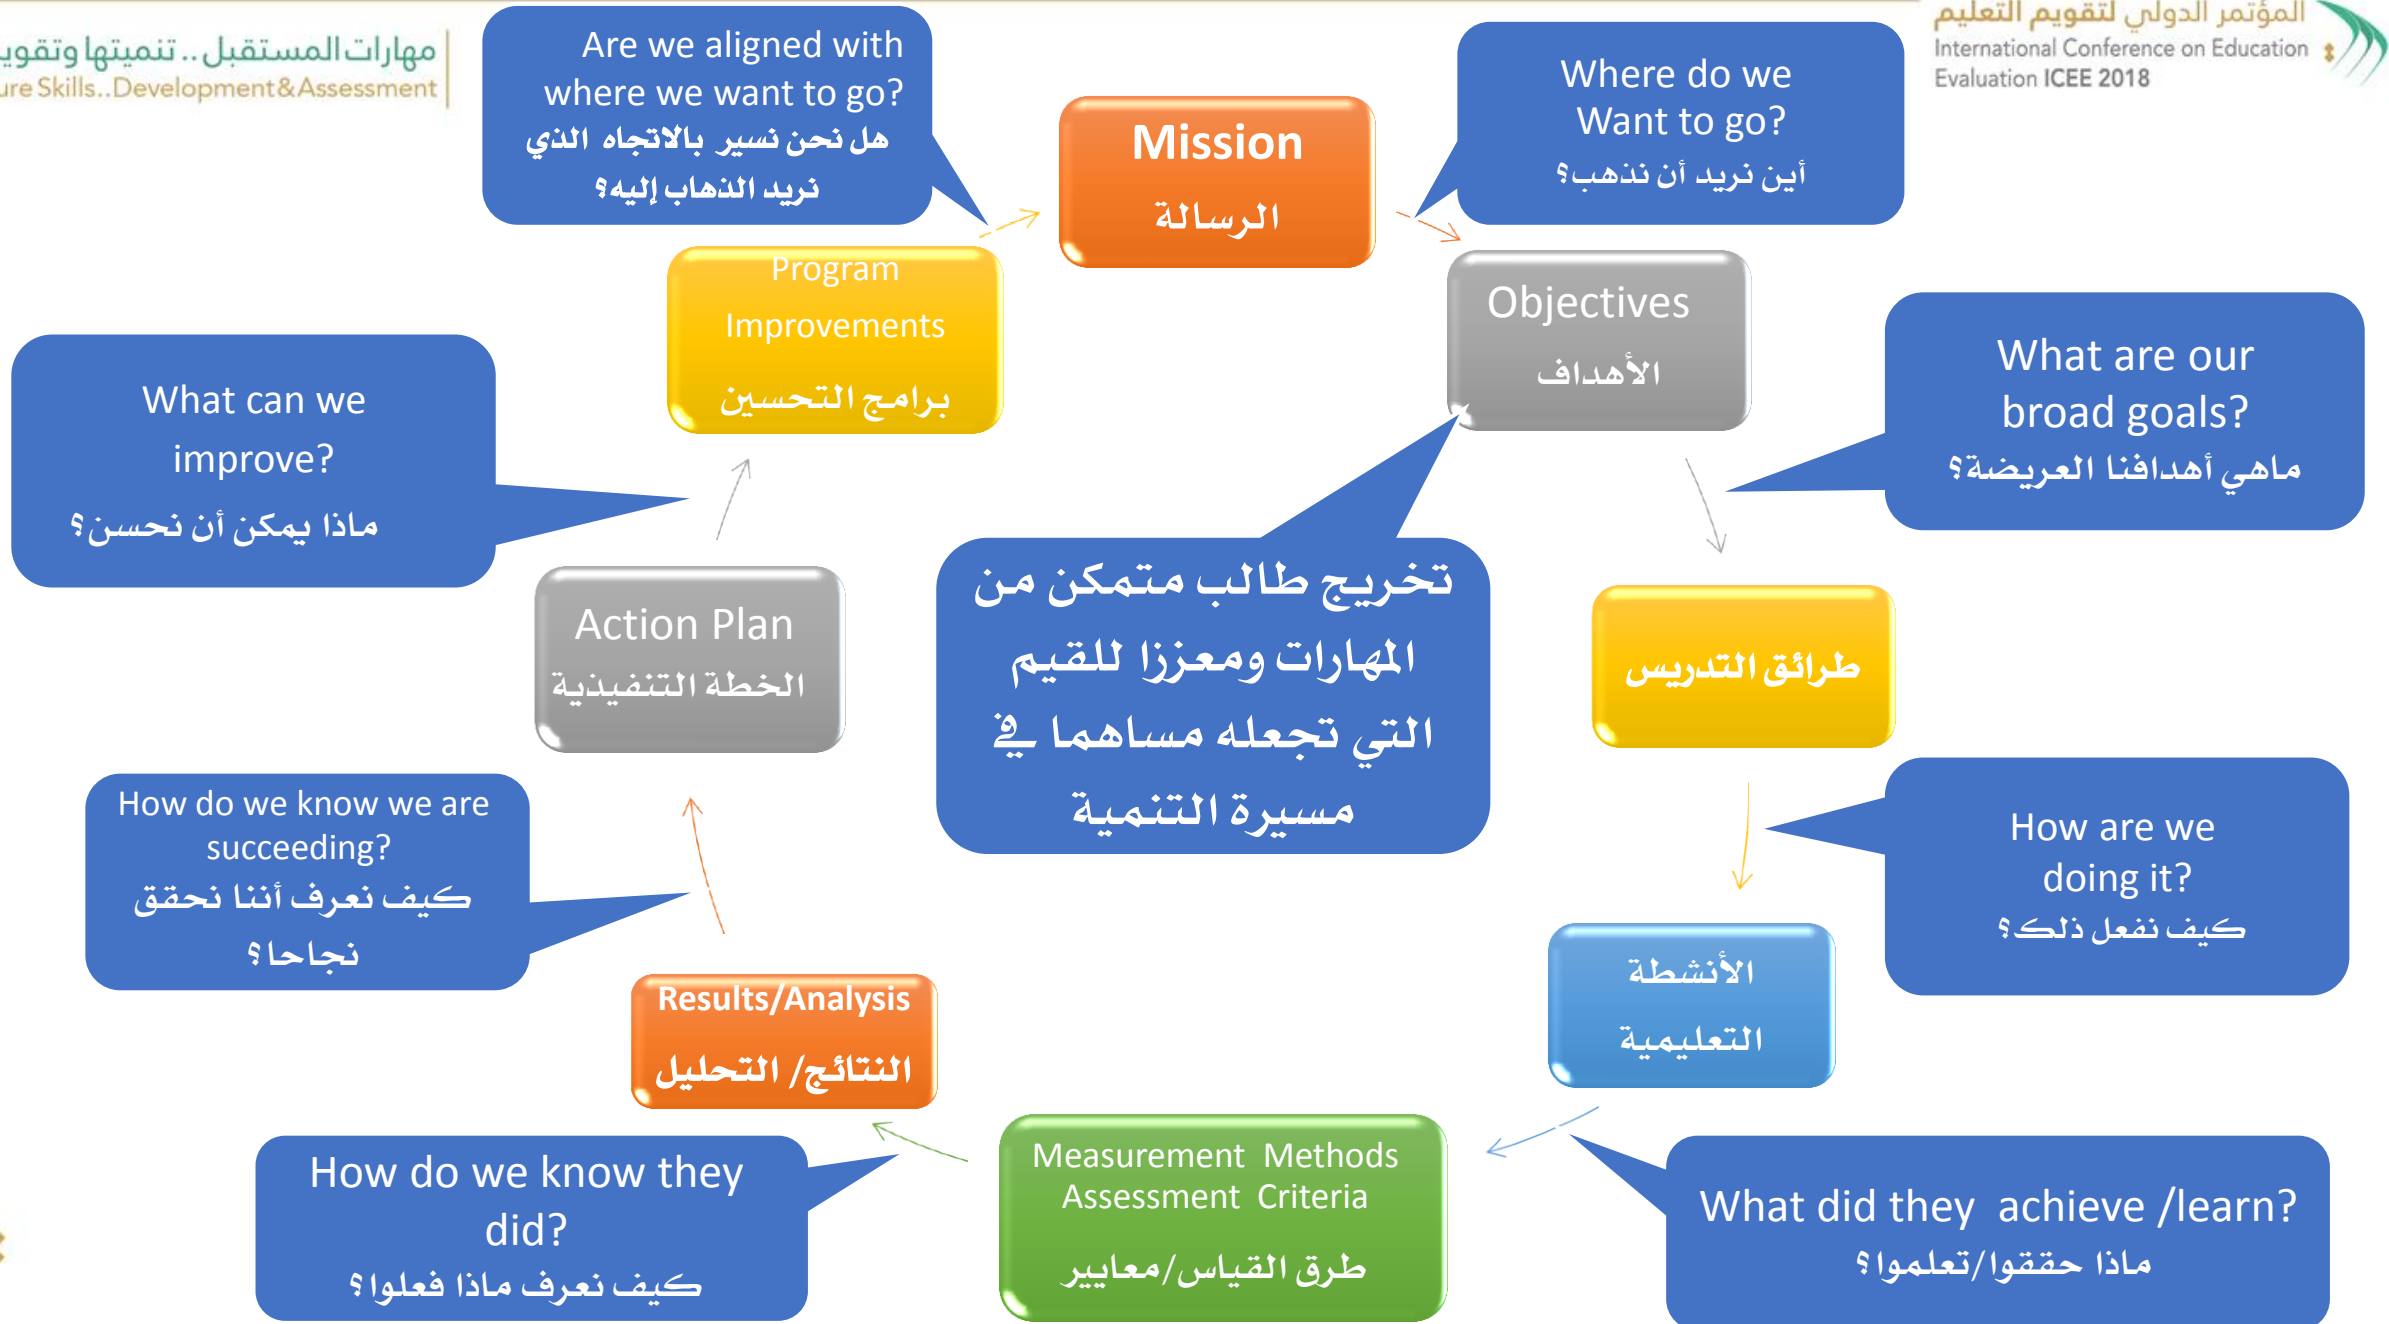 مهارات المستقبل.. تنميتها وتقوي
ure Skills..Development&Assessment
المؤتمر الدولي لتقويم التعليم
International Conference on Education
Evaluation ICEE 2018
Are we aligned with
where we want to go?
هل نحن نسير بالاتجاه الذي
نريد الذهاب إليه؟
Mission
الرسالة
Where do we
Want to go?
أين نريد أن نذهب؟
Program
Improvements
برامج التحسين
Objectives
الأهداف
What are our
broad goals?
ماهي أهدافنا العريضة؟
What can we
improve?
ماذا يمكن أن نحسن؟
تخريج طالب متمكن من
المهارات ومعززا للقيم
التي تجعله مساهما في
مسيرة التنمية
Action Plan
الخطة التنفيذية
طرائق التدريس
How do we know we are
succeeding?
كيف نعرف أننا نحقق
نجاحا؟
How are we
doing it?
كيف نفعل ذلك؟
الأنشطة
التعليمية
Results/Analysis
النتائج/ التحليل
Measurement Methods
Assessment Criteria
طرق القياس/معايير
How do we know they
did?
كيف نعرف ماذا فعلوا؟
What did they achieve /learn?
ماذا حققوا/تعلموا؟